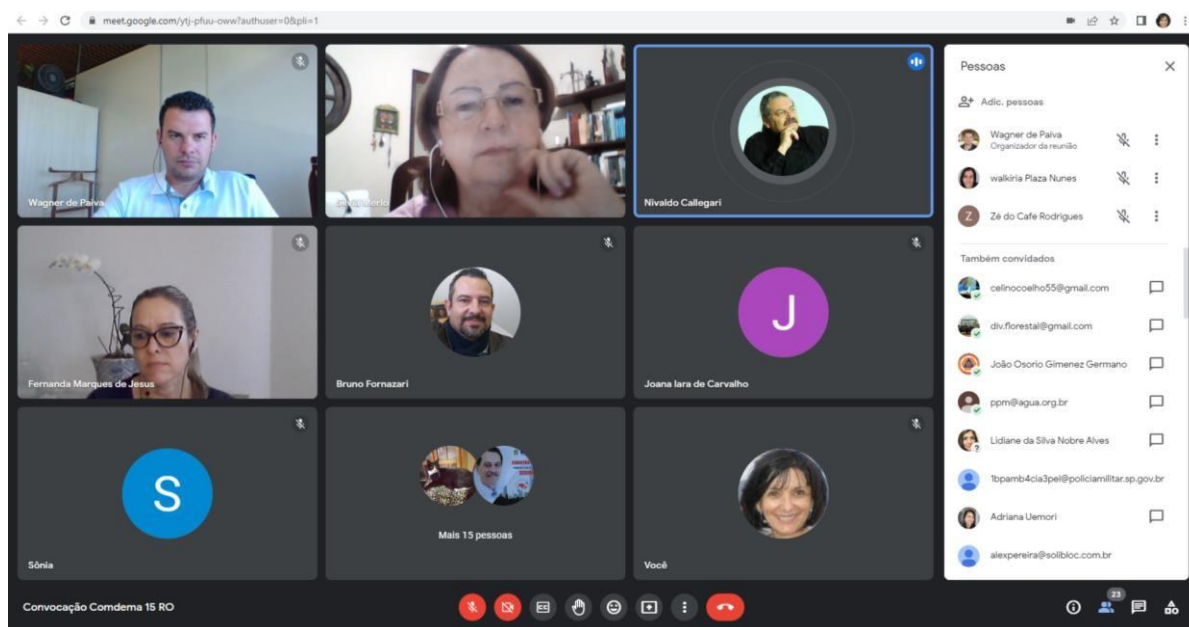 meet.google.com/ytj-pfuu-oww?authuser=0&pli=1
Wagner de Paiva
Nivaldo Callegari
Fernanda Marques de Jesus
Bruno Fornazari
Joana Iara de Carvalho
S
J
Sônia
Mais 15 pessoas
Você
Pessoas
Adic. pessoas
Wagner de Paiva
Organizador da reunião
walkiria Plaza Nunes
Z
Zé do Cafe Rodrigues
Também convidados
celinocoelho55@gmail.com
div.florestal@gmail.com
João Osorio Gimenez Germano
ppm@agua.org.br
Lidiane da Silva Nobre Alves
1bpamb4cia3pel@policiamilitar.sp.gov.br
Adriana Uemori
alexpereira@solibloc.com.br
Convocação Comdema 15 RO
23